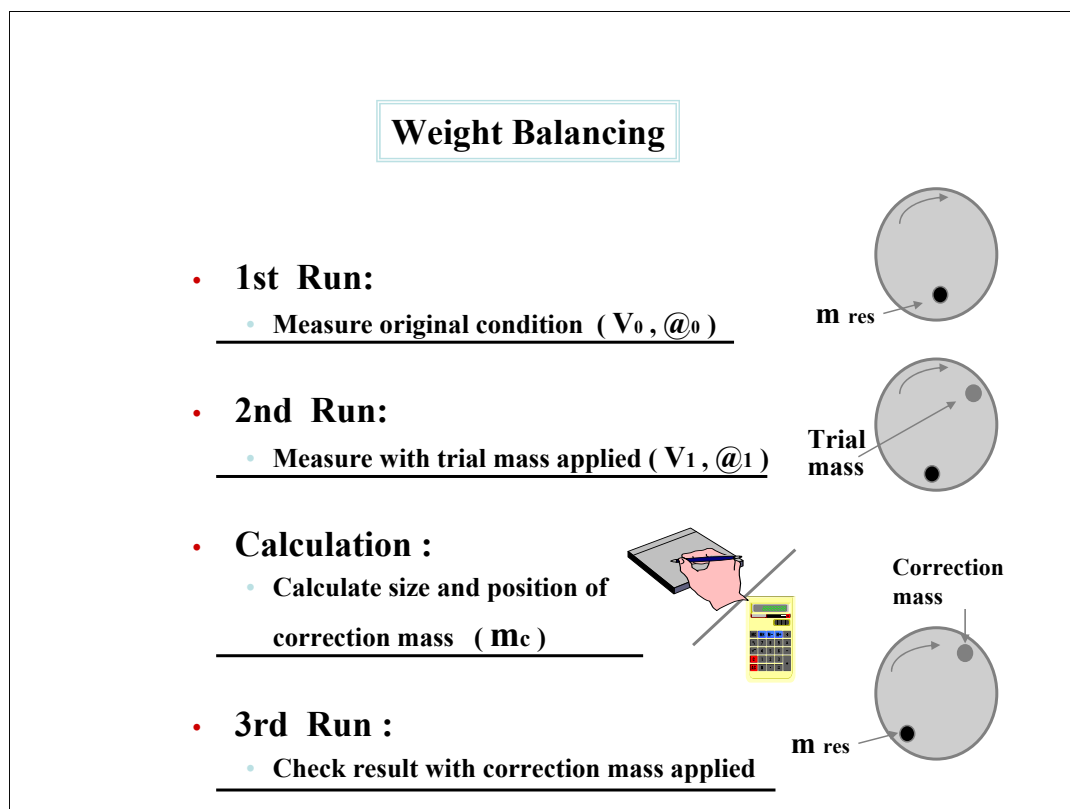 Weight Balancing
• 1st Run:
• Measure original condition ( V0 , @0 )
m res
• 2nd Run:
• Measure with trial mass applied ( V1 , @1 )
Trial
mass
• Calculation :
• Calculate size and position of
correction mass ( mc )
Correction
mass
• 3rd Run :
• Check result with correction mass applied
m res